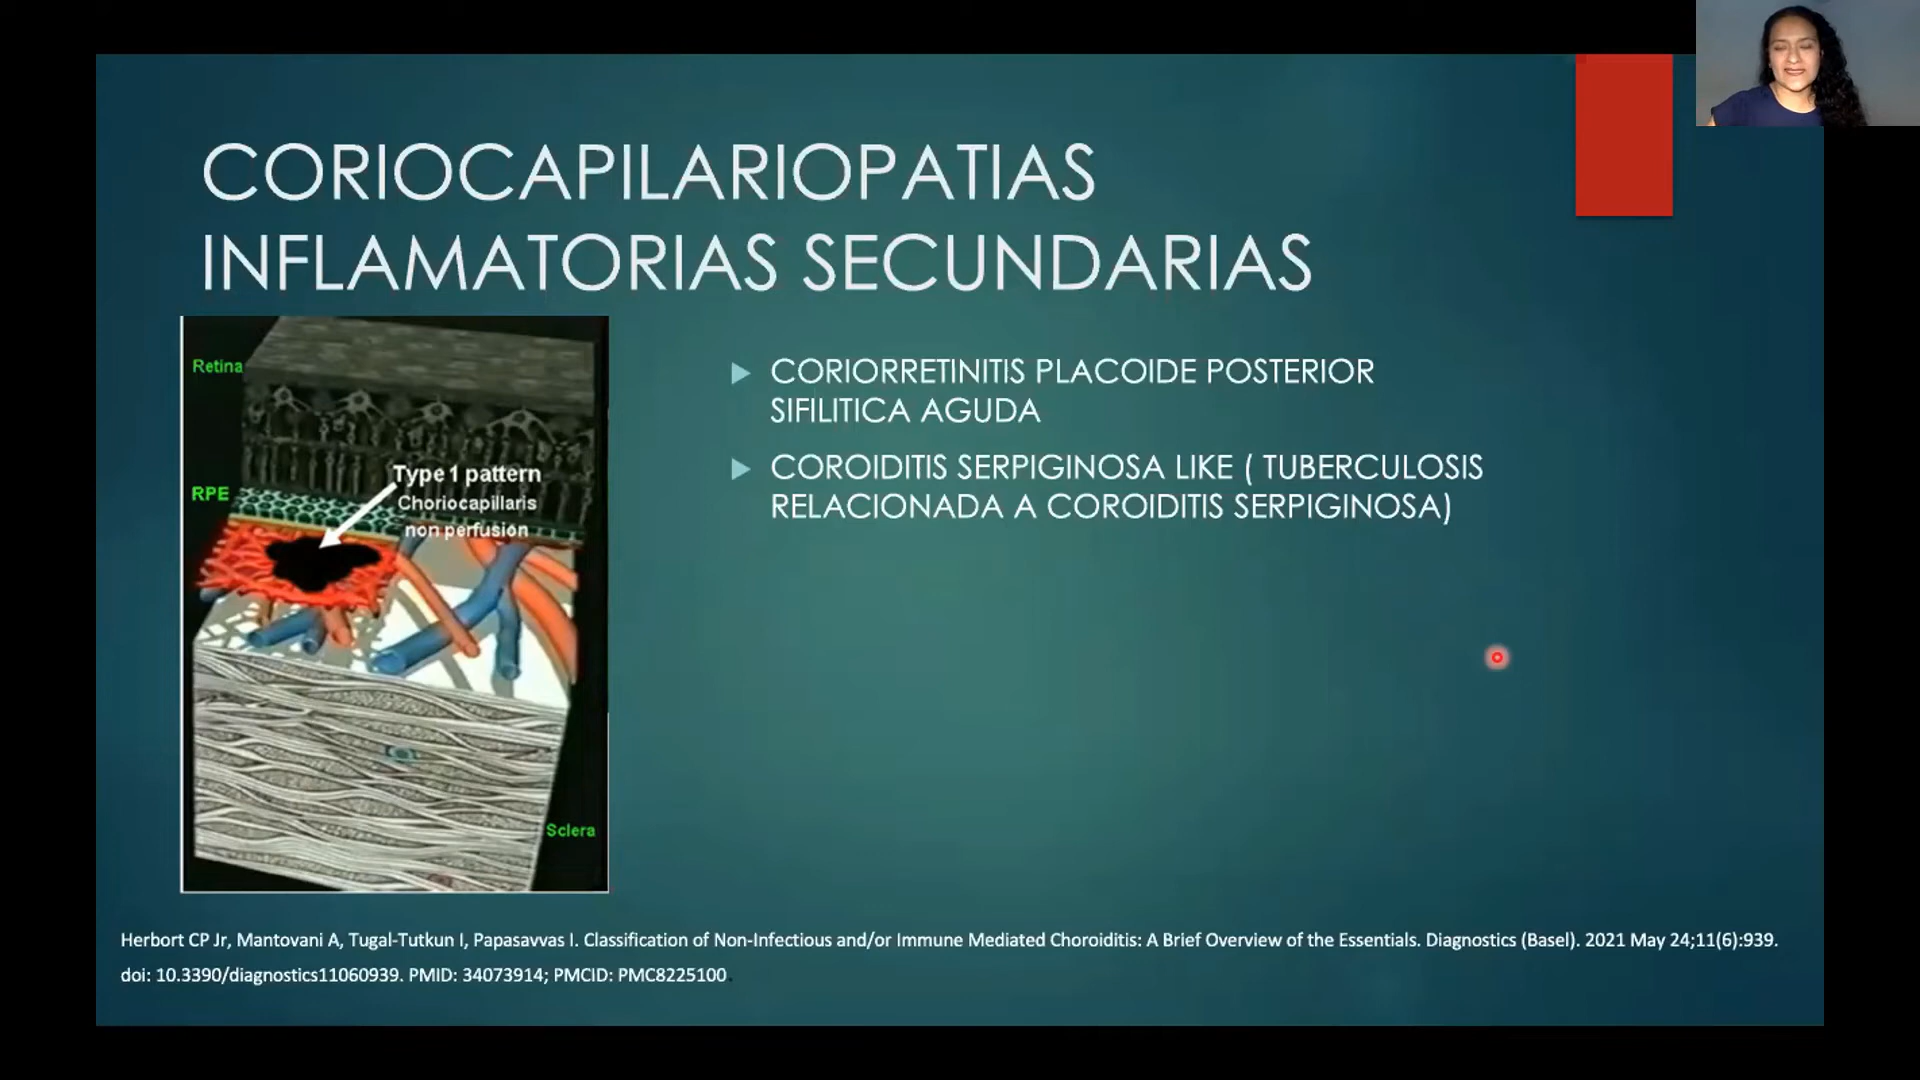 CORIOCAPILARIOPATIAS
INFLAMATORIAS SECUNDARIAS
Retina
Type 1 pattern
RPE
Choriocapillaris
non perfusion
Sclera
CORIORRETINITIS PLACOIDE POSTERIOR
SIFILITICA AGUDA
COROIDITIS SERPIGINOSA LIKE ( TUBERCULOSIS
RELACIONADA A COROIDITIS SERPIGINOSA)
Herbort CP Jr, Mantovani A, Tugal-Tutkun I, Papasavvas I. Classification of Non-Infectious and/or Immune Mediated Choroiditis: A Brief Overview of the Essentials. Diagnostics (Basel). 2021 May 24;11(6):939.
doi: 10.3390/diagnostics11060939. PMID: 34073914; PMCID: PMC8225100.